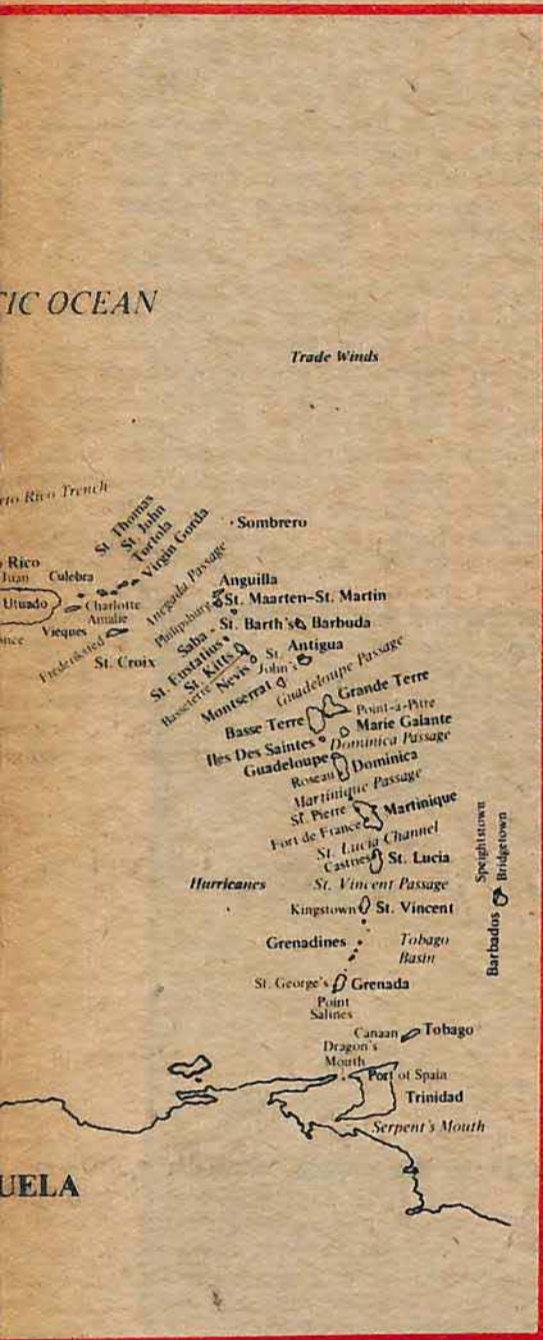 TIC OCEAN
Trade Winds
rto Rico Trench
St. Thomas
St. John
Tortola
Virgin Gorda
Sombrero
Rico
Juan
Culebra
Anegada Passage
Anguilla
Utuado
Charlotte
Amalie
Philipsburg
St. Maarten-St. Martin
Vieques
St. Barth's
Barbuda
nce
Frederiksted
St. Croix
Saba
St. Eustatius
St. Kitts
Basseterre
Nevis
St.
John's
Antigua
Montserrat
Guadeloupe Passage
Grande Terre
Point-a-Pitre
Basse Terre
Marie Galante
Iles Des Saintes
Dominica Passage
Guadeloupe
Dominica
Roseau
Martinique Passage
St. Pierre
Martinique
Fort de France
St. Lucia Channel
Castries
St. Lucia
Speightstown
Bridgetown
Hurricanes
St. Vincent Passage
Kingstown
St. Vincent
Barbados
Grenadines
Tobago
Basin
St. George's
Grenada
Point
Salines
Canaan
Tobago
Dragon's
Mouth
Port of Spain
Trinidad
Serpent's Mouth
UELA